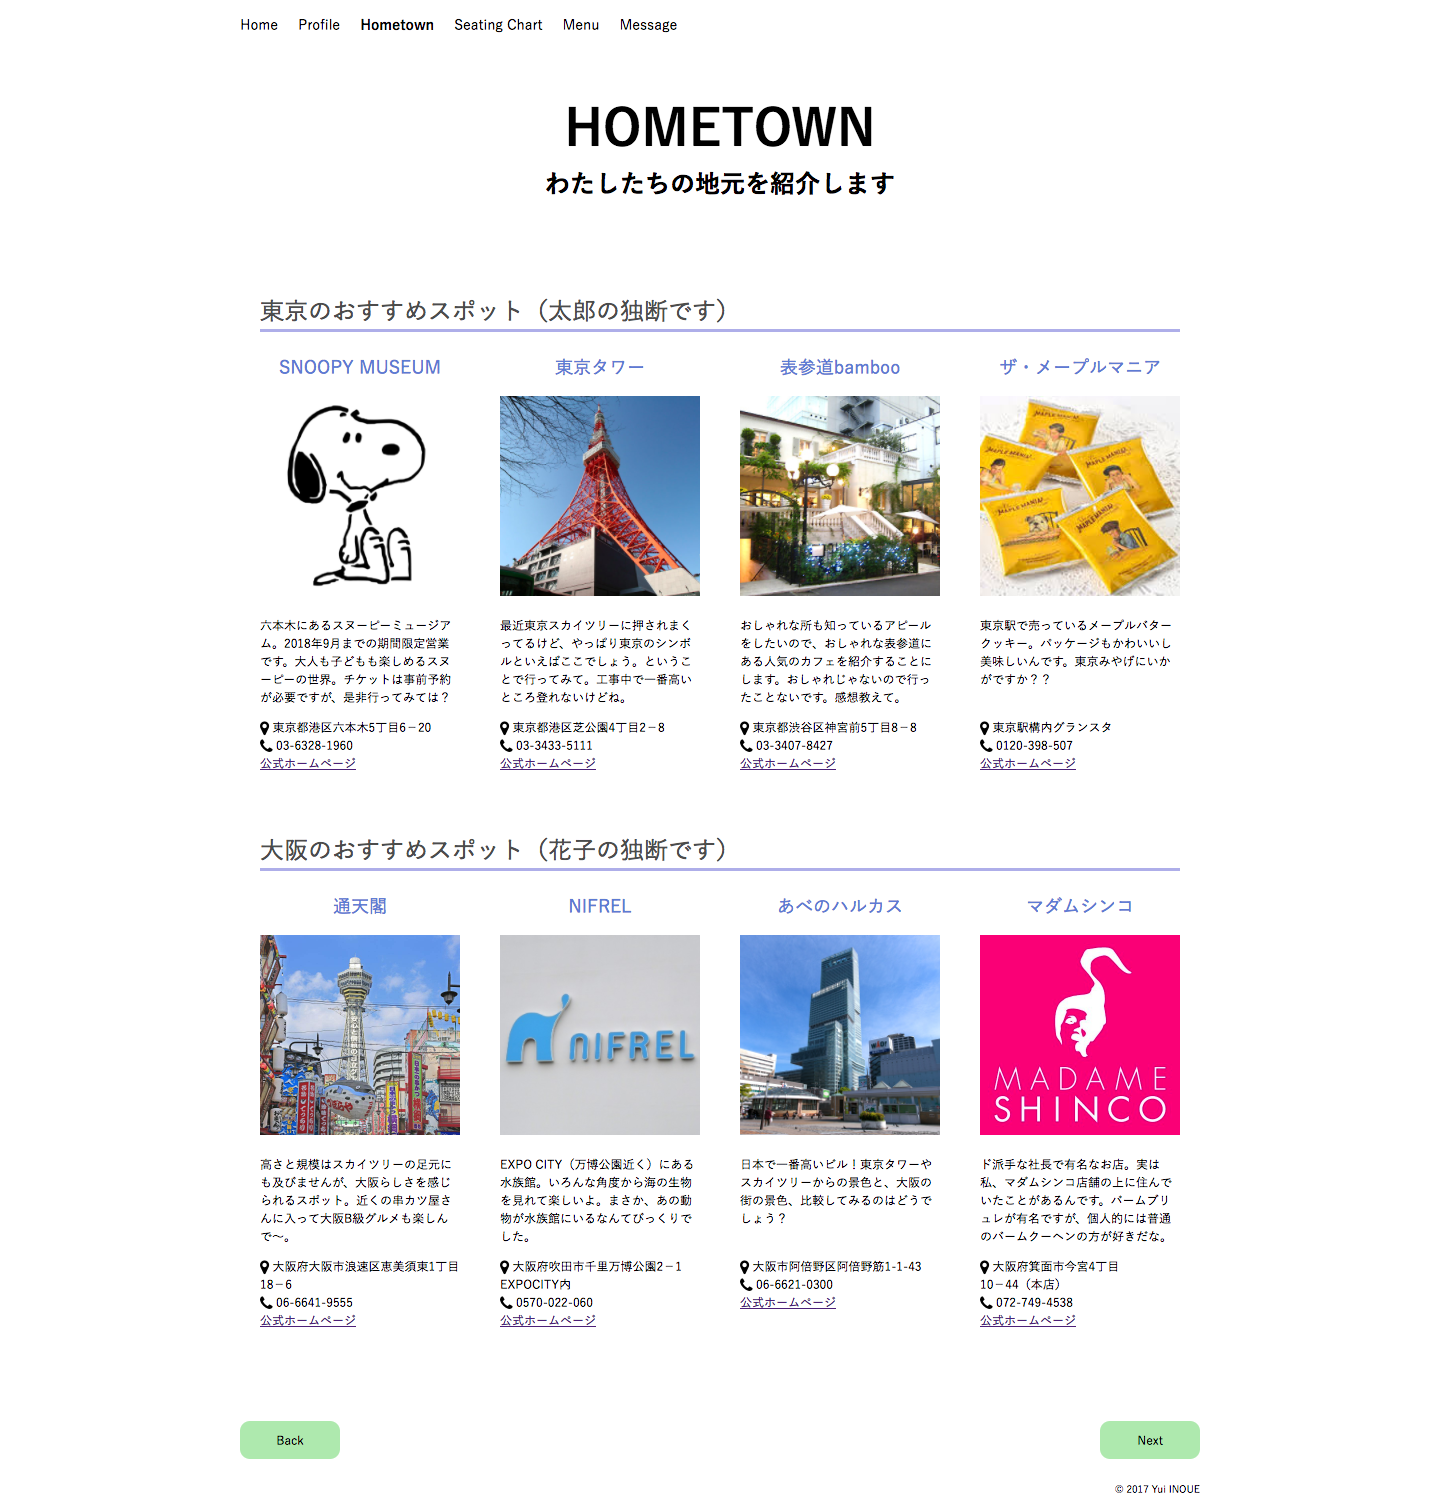 Home Profile Hometown Seating Chart Menu Message
HOMETOWN
わたしたちの地元を紹介します
東京のおすすめスポット（太郎の独断です）
SNOOPY MUSEUM
六本木にあるスヌーピーミュージア
ム。2018年9月までの期間限定営業
です。大人も子どもも楽しめるスヌ
ーピーの世界。チケットは事前予約
が必要ですが、是非行ってみては？
東京都港区六本木5丁目6－20
03-6328-1960
公式ホームページ
東京タワー
最近東京スカイツリーに押されまく
ってるけど、やっぱり東京のシンボ
ルといえばここでしょう。というこ
とで行ってみて。工事中で一番高い
ところ登れないけどね。
東京都港区芝公園4丁目2－8
03-3433-5111
公式ホームページ
表参道bamboo
おしゃれな所も知っているアピール
をしたいので、おしゃれな表参道に
ある人気のカフェを紹介することに
します。おしゃれじゃないので行っ
たことないです。感想教えて。
東京都渋谷区神宮前5丁目8－8
03-3407-8427
公式ホームページ
ザ・メープルマニア
MAPLE MANIA
MAPLE MANIA
MAPLE MANIA
MAPLE MANIA
MAPLE MANIA
東京駅で売っているメープルバター
クッキー。パッケージもかわいいし
美味しいんです。東京みやげにいか
がですか？？
東京駅構内グランスタ
0120-398-507
公式ホームページ
大阪のおすすめスポット（花子の独断です）
通天閣
高さと規模はスカイツリーの足元に
も及びませんが、大阪らしさを感じ
られるスポット。近くの串カツ屋さ
んに入って大阪B級グルメも楽しん
で〜。
大阪府大阪市浪速区恵美須東1丁目
18－6
06-6641-9555
公式ホームページ
NIFREL
NIFREL
EXPO CITY（万博公園近く）にある
水族館。いろんな角度から海の生物
を見れて楽しいよ。まさか、あの動
物が水族館にいるなんてびっくりで
した。
大阪府吹田市千里万博公園2－1
EXPOCITY内
0570-022-060
公式ホームページ
あべのハルカス
日本で一番高いビル！東京タワーや
スカイツリーからの景色と、大阪の
街の景色、比較してみるのはどうで
しょう？
大阪市阿倍野区阿倍野筋1-1-43
06-6621-0300
公式ホームページ
マダムシンコ
MADAME
SHINCO
ド派手な社長で有名なお店。実は
私、マダムシンコ店舗の上に住んで
いたことがあるんです。バームブリ
ュレが有名ですが、個人的には普通
のバームクーヘンの方が好きだな。
大阪府箕面市今宮4丁目
10－44（本店）
072-749-4538
公式ホームページ
Back
Next
© 2017 Yui INOUE